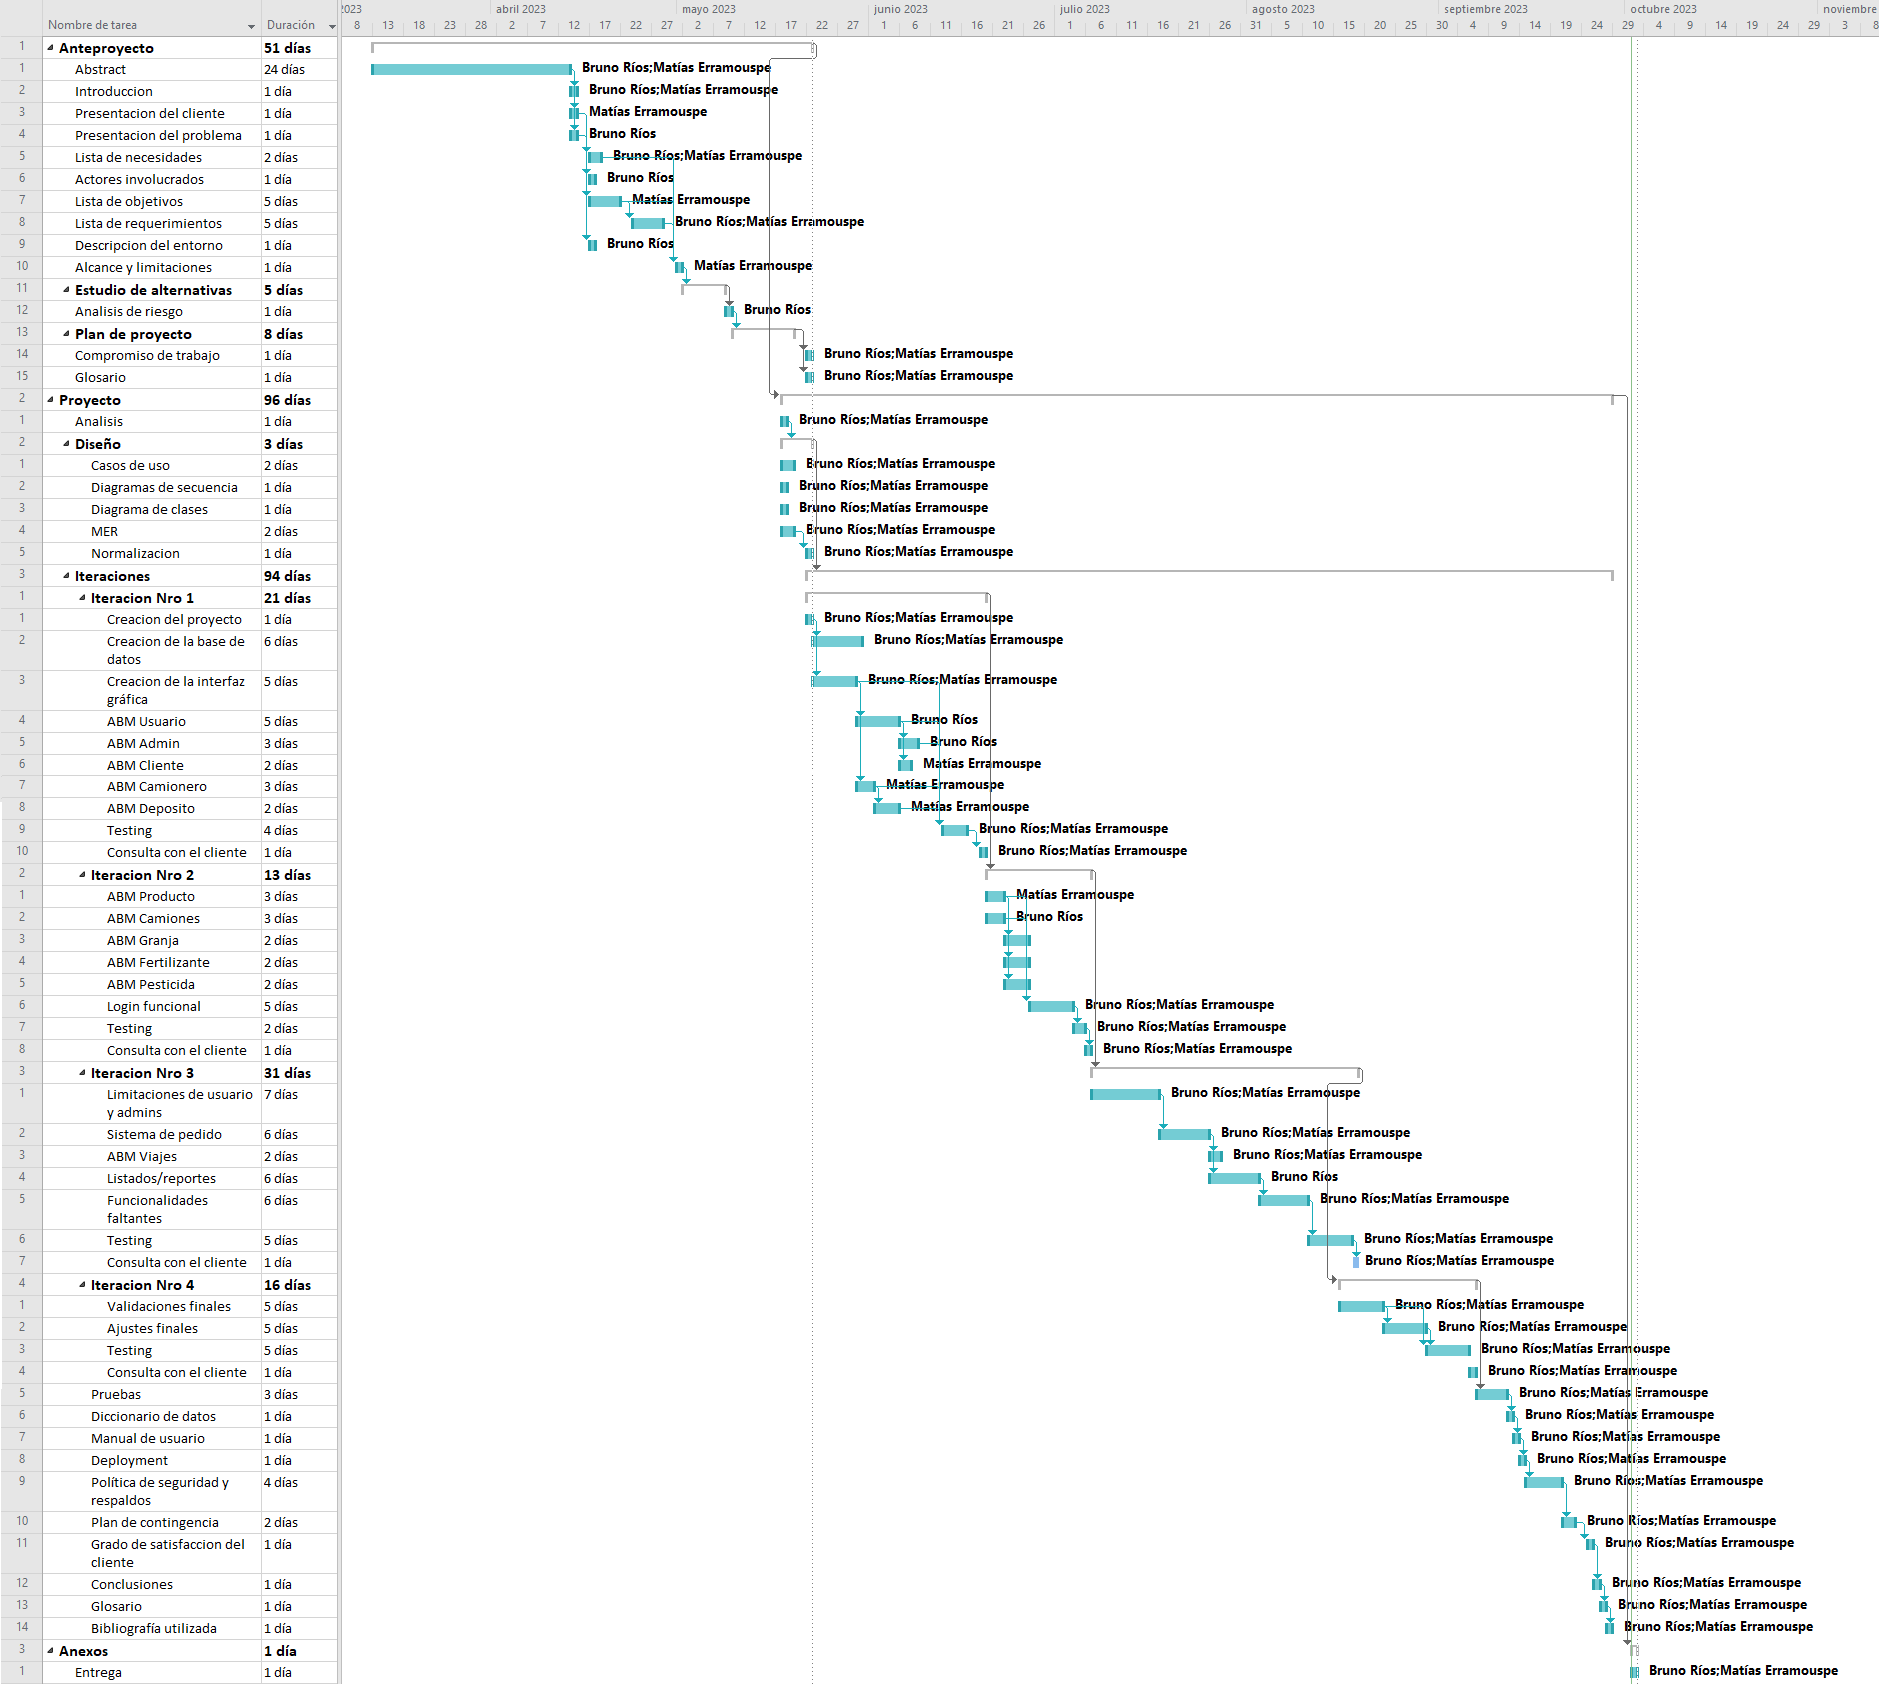 2023 abril 2023 mayo 2023 junio 2023 julio 2023 agosto 2023 septiembre 2023 octubre 2023 noviembre
Nombre de tarea Duración 8 13 18 23 28 2 7 12 17 22 27 2 7 12 17 22 27 1 6 11 16 21 26 1 6 11 16 21 26 31 5 10 15 20 25 30 4 9 14 19 24 29 4 9 14 19 24 29 3 8
1 Anteproyecto 51 días
1 Abstract 24 días Bruno Ríos;Matías Erramouspe
2 Introduccion 1 día Bruno Ríos;Matías Erramouspe
3 Presentacion del cliente 1 día Matías Erramouspe
4 Presentacion del problema 1 día Bruno Ríos
5 Lista de necesidades 2 días Bruno Ríos;Matías Erramouspe
6 Actores involucrados 1 día Bruno Ríos
7 Lista de objetivos 5 días Matías Erramouspe
8 Lista de requerimientos 5 días Bruno Ríos;Matías Erramouspe
9 Descripcion del entorno 1 día Bruno Ríos
10 Alcance y limitaciones 1 día Matías Erramouspe
11 Estudio de alternativas 5 días
12 Analisis de riesgo 1 día Bruno Ríos
13 Plan de proyecto 8 días
14 Compromiso de trabajo 1 día Bruno Ríos;Matías Erramouspe
15 Glosario 1 día Bruno Ríos;Matías Erramouspe
2 Proyecto 96 días
1 Analisis 1 día Bruno Ríos;Matías Erramouspe
2 Diseño 3 días
1 Casos de uso 2 días Bruno Ríos;Matías Erramouspe
2 Diagramas de secuencia 1 día Bruno Ríos;Matías Erramouspe
3 Diagrama de clases 1 día Bruno Ríos;Matías Erramouspe
4 MER 2 días Bruno Ríos;Matías Erramouspe
5 Normalizacion 1 día Bruno Ríos;Matías Erramouspe
3 Iteraciones 94 días
1 Iteracion Nro 1 21 días
1 Creacion del proyecto 1 día Bruno Ríos;Matías Erramouspe
2 Creacion de la base de 6 días Bruno Ríos;Matías Erramouspe
datos
3 Creacion de la interfaz 5 días Bruno Ríos;Matías Erramouspe
gráfica
4 ABM Usuario 5 días Bruno Ríos
5 ABM Admin 3 días Bruno Ríos
6 ABM Cliente 2 días Matías Erramouspe
7 ABM Camionero 3 días Matías Erramouspe
8 ABM Deposito 2 días Matías Erramouspe
9 Testing 4 días Bruno Ríos;Matías Erramouspe
10 Consulta con el cliente 1 día Bruno Ríos;Matías Erramouspe
2 Iteracion Nro 2 13 días
1 ABM Producto 3 días Matías Erramouspe
2 ABM Camiones 3 días Bruno Ríos
3 ABM Granja 2 días
4 ABM Fertilizante 2 días
5 ABM Pesticida 2 días
6 Login funcional 5 días Bruno Ríos;Matías Erramouspe
7 Testing 2 días Bruno Ríos;Matías Erramouspe
8 Consulta con el cliente 1 día Bruno Ríos;Matías Erramouspe
3 Iteracion Nro 3 31 días
1 Limitaciones de usuario 7 días Bruno Ríos;Matías Erramouspe
y admins
2 Sistema de pedido 6 días Bruno Ríos;Matías Erramouspe
3 ABM Viajes 2 días Bruno Ríos;Matías Erramouspe
4 Listados/reportes 6 días Bruno Ríos
5 Funcionalidades 6 días Bruno Ríos;Matías Erramouspe
faltantes
6 Testing 5 días Bruno Ríos;Matías Erramouspe
7 Consulta con el cliente 1 día Bruno Ríos;Matías Erramouspe
4 Iteracion Nro 4 16 días
1 Validaciones finales 5 días Bruno Ríos;Matías Erramouspe
2 Ajustes finales 5 días Bruno Ríos;Matías Erramouspe
3 Testing 5 días Bruno Ríos;Matías Erramouspe
4 Consulta con el cliente 1 día Bruno Ríos;Matías Erramouspe
5 Pruebas 3 días Bruno Ríos;Matías Erramouspe
6 Diccionario de datos 1 día Bruno Ríos;Matías Erramouspe
7 Manual de usuario 1 día Bruno Ríos;Matías Erramouspe
8 Deployment 1 día Bruno Ríos;Matías Erramouspe
9 Política de seguridad y 4 días Bruno Ríos;Matías Erramouspe
respaldos
10 Plan de contingencia 2 días Bruno Ríos;Matías Erramouspe
11 Grado de satisfaccion del 1 día Bruno Ríos;Matías Erramouspe
cliente
12 Conclusiones 1 día Bruno Ríos;Matías Erramouspe
13 Glosario 1 día Bruno Ríos;Matías Erramouspe
14 Bibliografía utilizada 1 día Bruno Ríos;Matías Erramouspe
3 Anexos 1 día
1 Entrega 1 día Bruno Ríos;Matías Erramouspe